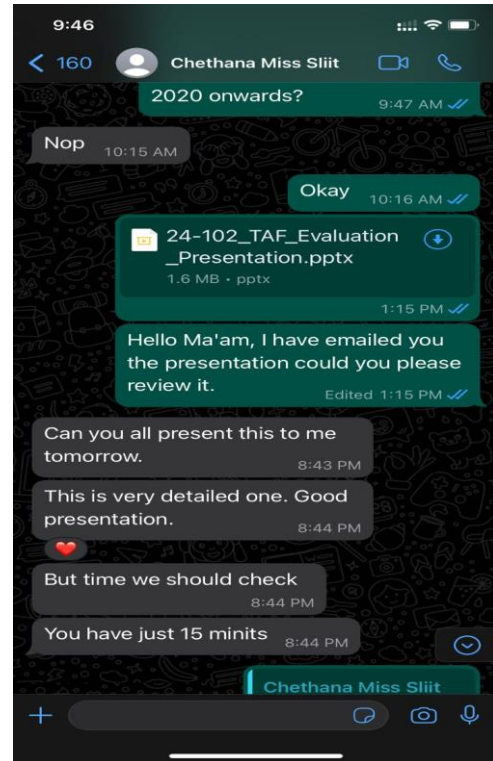 9:46
160
Chethana Miss Sliit
2020 onwards?
9:47 AM
Nop
10:15 AM
Okay
10:16 AM
24-102_TAF_Evaluation
_Presentation.pptx
1.6 MB • pptx
1:15 PM
Hello Ma'am, I have emailed you
the presentation could you please
review it.
Edited 1:15 PM
Can you all present this to me
tomorrow.
8:43 PM
This is very detailed one. Good
presentation.
8:44 PM
But time we should check
8:44 PM
You have just 15 minits
8:44 PM
Chethana Miss Sliit